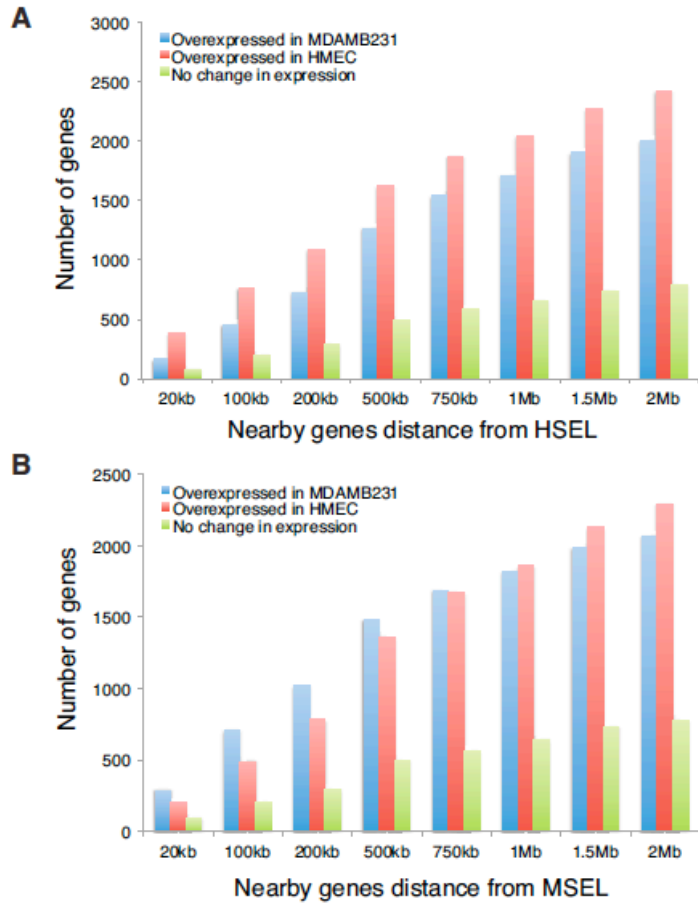 A
3000
2500
2000
1500
1000
500
0
Number of genes
Overexpressed in MDAMB231
Overexpressed in HMEC
No change in expression
20kb 100kb 200kb 500kb 750kb 1Mb 1.5Mb 2Mb
Nearby genes distance from HSEL
B
2500
2000
1500
1000
500
0
Number of genes
Overexpressed in MDAMB231
Overexpressed in HMEC
No change in expression
20kb 100kb 200kb 500kb 750kb 1Mb 1.5Mb 2Mb
Nearby genes distance from MSEL